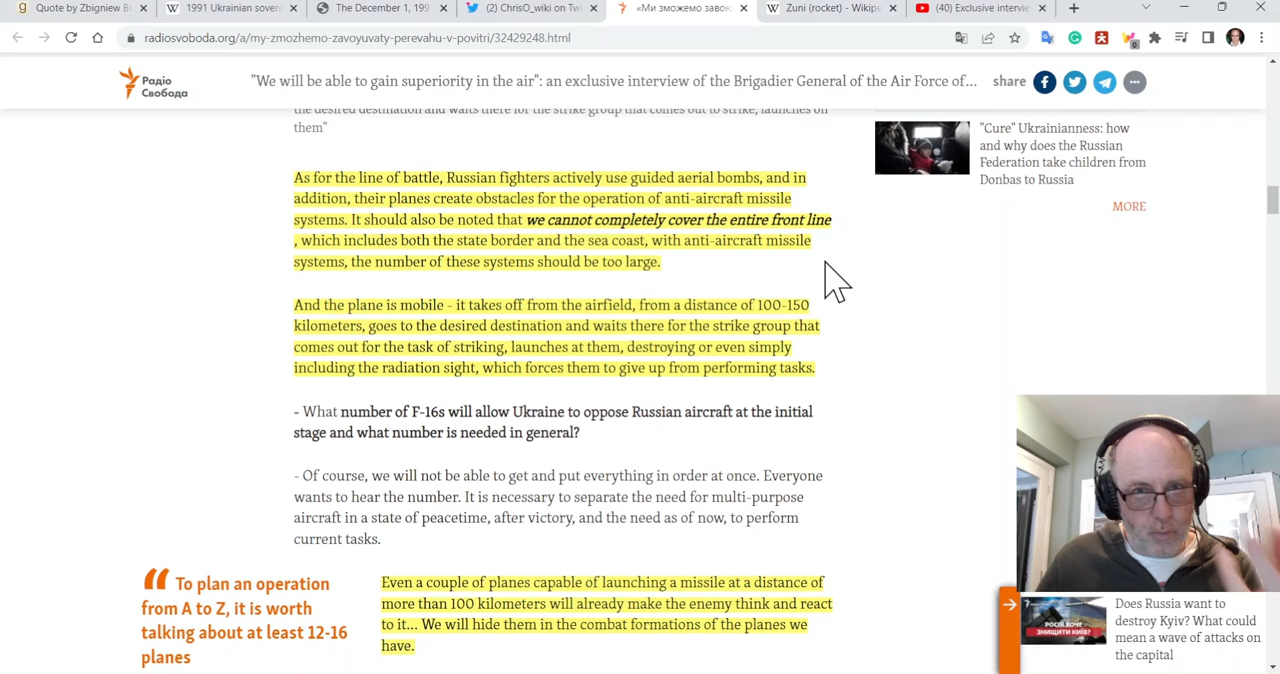 Quote by Zbigniew B
1991 Ukrainian sovere
The December 1, 199
(2) ChrisO_wiki on Tw
«Ми зможемо завою
Zuni (rocket) - Wikipe
(40) Exclusive intervie
radiosvoboda.org/a/my-zmozhemo-zavoyuvaty-perevahu-v-povitri/32429248.html
Радіо
Свобода
"We will be able to gain superiority in the air": an exclusive interview of the Brigadier General of the Air Force of...
share
the desired destination and waits there for the strike group that comes out to strike, launches on
them"
"Cure" Ukrainianness: how
and why does the Russian
Federation take children from
Donbas to Russia
MORE
As for the line of battle, Russian fighters actively use guided aerial bombs, and in
addition, their planes create obstacles for the operation of anti-aircraft missile
systems. It should also be noted that we cannot completely cover the entire front line
, which includes both the state border and the sea coast, with anti-aircraft missile
systems, the number of these systems should be too large.
And the plane is mobile - it takes off from the airfield, from a distance of 100-150
kilometers, goes to the desired destination and waits there for the strike group that
comes out for the task of striking, launches at them, destroying or even simply
including the radiation sight, which forces them to give up from performing tasks.
- What number of F-16s will allow Ukraine to oppose Russian aircraft at the initial
stage and what number is needed in general?
- Of course, we will not be able to get and put everything in order at once. Everyone
wants to hear the number. It is necessary to separate the need for multi-purpose
aircraft in a state of peacetime, after victory, and the need as of now, to perform
current tasks.
“ To plan an operation
from A to Z, it is worth
talking about at least 12-16
planes
Even a couple of planes capable of launching a missile at a distance of
more than 100 kilometers will already make the enemy think and react
to it... We will hide them in the combat formations of the planes we
have.
РОСІЯ ХОЧЕ
ЗНИЩИТИ КИЇВ?
Does Russia want to
destroy Kyiv? What could
mean a wave of attacks on
the capital